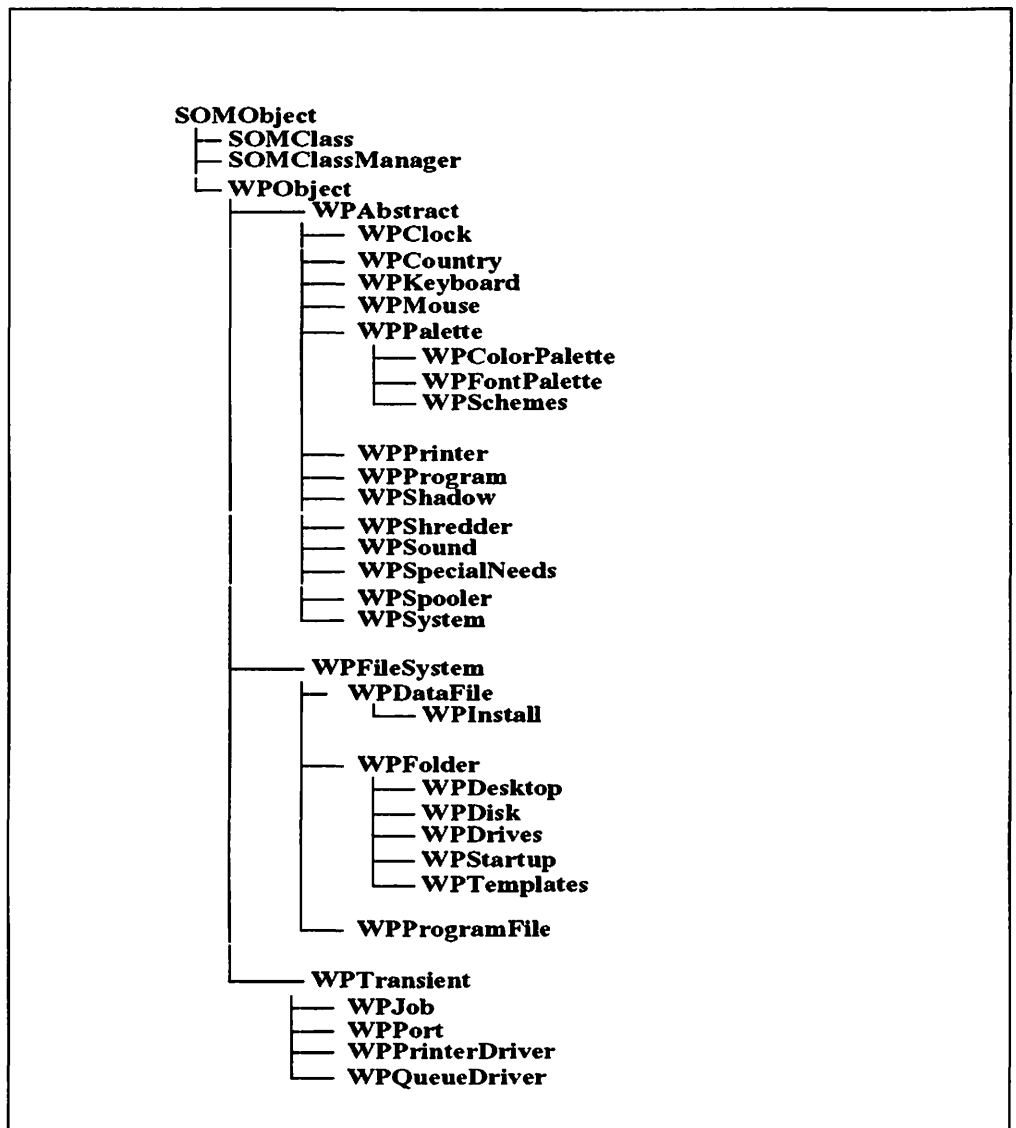 SOMObject
SOMClass
SOMClassManager
WPObject
WPAbstract
WPClock
WPCountry
WPKeyboard
WPMouse
WPPalette
WPColorPalette
WPFontPalette
WPSchemes
WPPrinter
WPProgram
WPShadow
WPShredder
WPSound
WPSpecialNeeds
WPSpooler
WPSystem
WPFileSystem
WPDataFile
WPInstall
WPFolder
WPDesktop
WPDisk
WPDrives
WPStartup
WPTemplates
WPProgramFile
WPTransient
WPJob
WPPort
WPPrinterDriver
WPQueueDriver